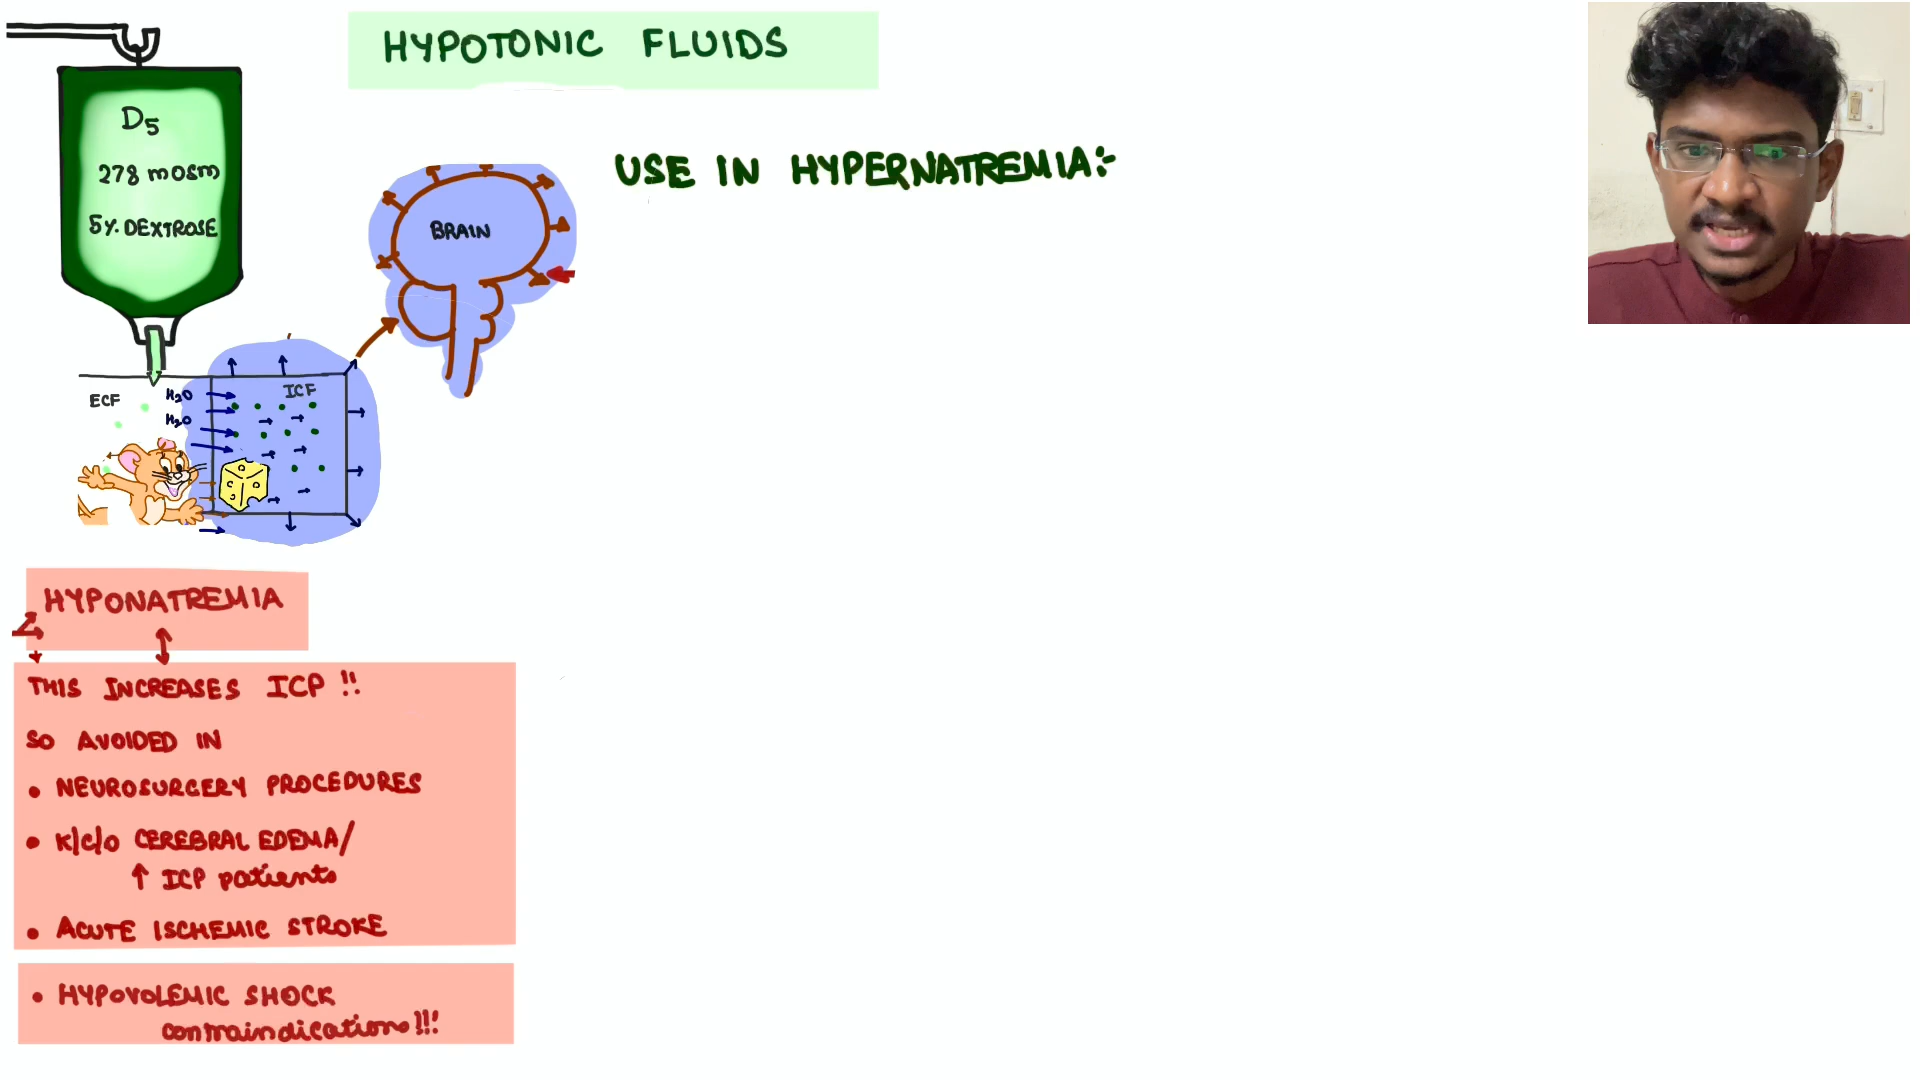 HYPOTONIC FLUIDS
D5
278 mosm
5%. DEXTROSE
BRAIN
USE IN HYPERNATREMIA:-
ECF
H2O
H2O
ICF
HYPONATREMIA
THIS INCREASES ICP !!
SO AVOIDED IN
• NEUROSURGERY PROCEDURES
• K/C/O CEREBRAL EDEMA/
↑ ICP patients
• ACUTE ISCHEMIC STROKE
• HYPOVOLEMIC SHOCK
contraindications!!!